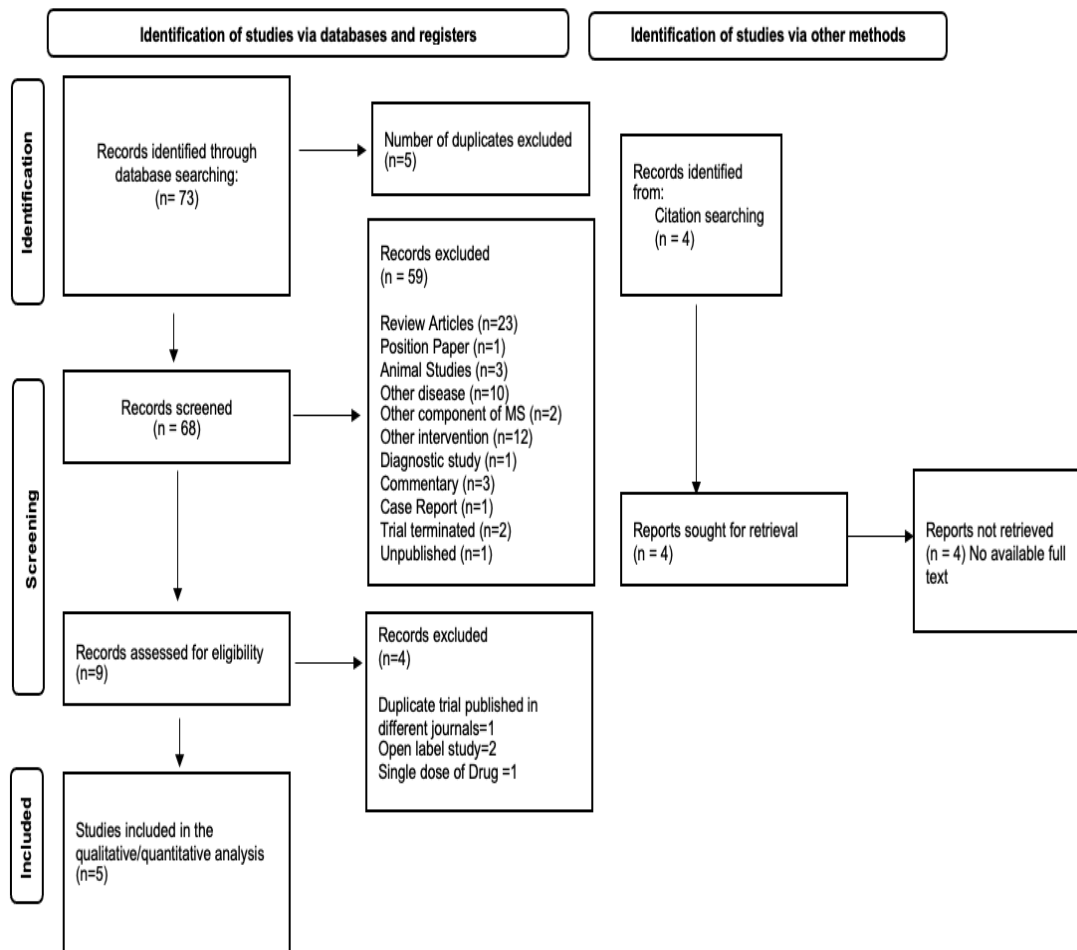 Identification of studies via databases and registers
Identification of studies via other methods
Identification
Records identified through
database searching:
(n= 73)
Number of duplicates excluded
(n=5)
Records identified
from:
Citation searching
(n = 4)
Records excluded
(n = 59)
Review Articles (n=23)
Position Paper (n=1)
Animal Studies (n=3)
Other disease (n=10)
Other component of MS (n=2)
Other intervention (n=12)
Diagnostic study (n=1)
Commentary (n=3)
Case Report (n=1)
Trial terminated (n=2)
Unpublished (n=1)
Screening
Records screened
(n = 68)
Reports sought for retrieval
(n = 4)
Reports not retrieved
(n = 4) No available full
text
Records assessed for eligibility
(n=9)
Records excluded
(n=4)
Duplicate trial published in
different journals=1
Open label study=2
Single dose of Drug =1
Included
Studies included in the
qualitative/quantitative analysis
(n=5)